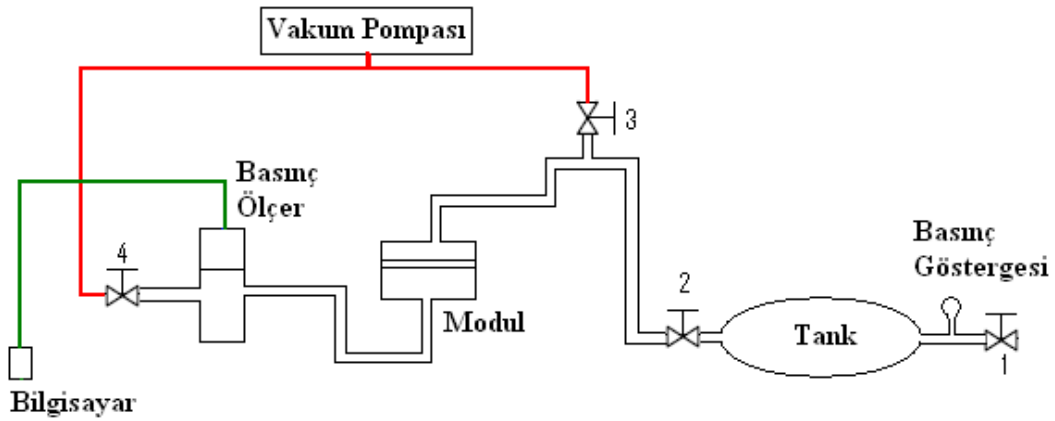 Vakum Pompası
3
Basınç
Ölçer
4
Basınç
Göstergesi
2
Modul
Tank
1
Bilgisayar